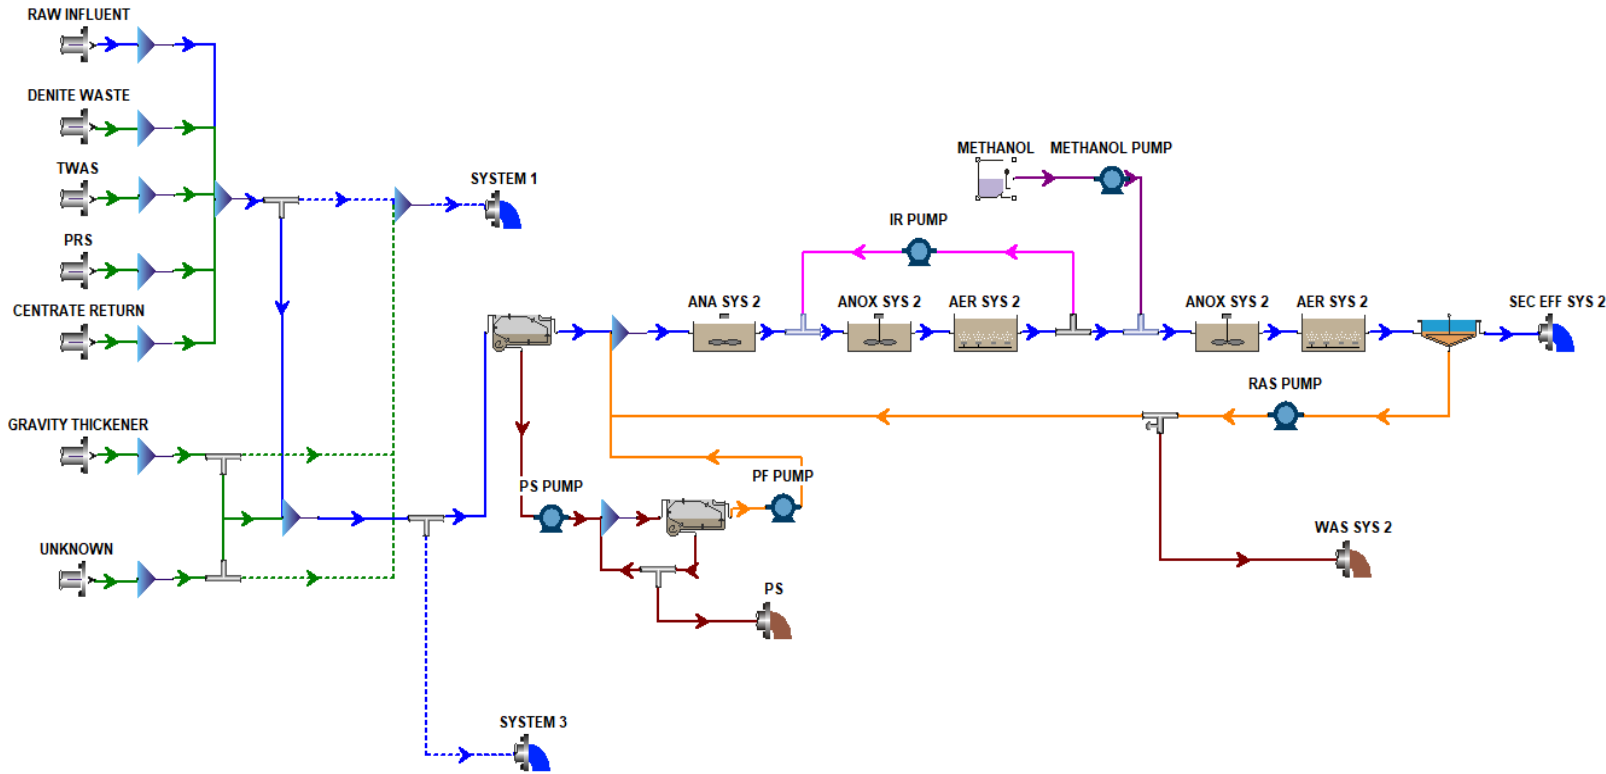 RAW INFLUENT
DENITE WASTE
TWAS
PRS
CENTRATE RETURN
GRAVITY THICKENER
UNKNOWN
SYSTEM 1
METHANOL
METHANOL PUMP
IR PUMP
ANA SYS 2
ANOX SYS 2
AER SYS 2
ANOX SYS 2
AER SYS 2
SEC EFF SYS 2
RAS PUMP
PS PUMP
PF PUMP
WAS SYS 2
PS
SYSTEM 3